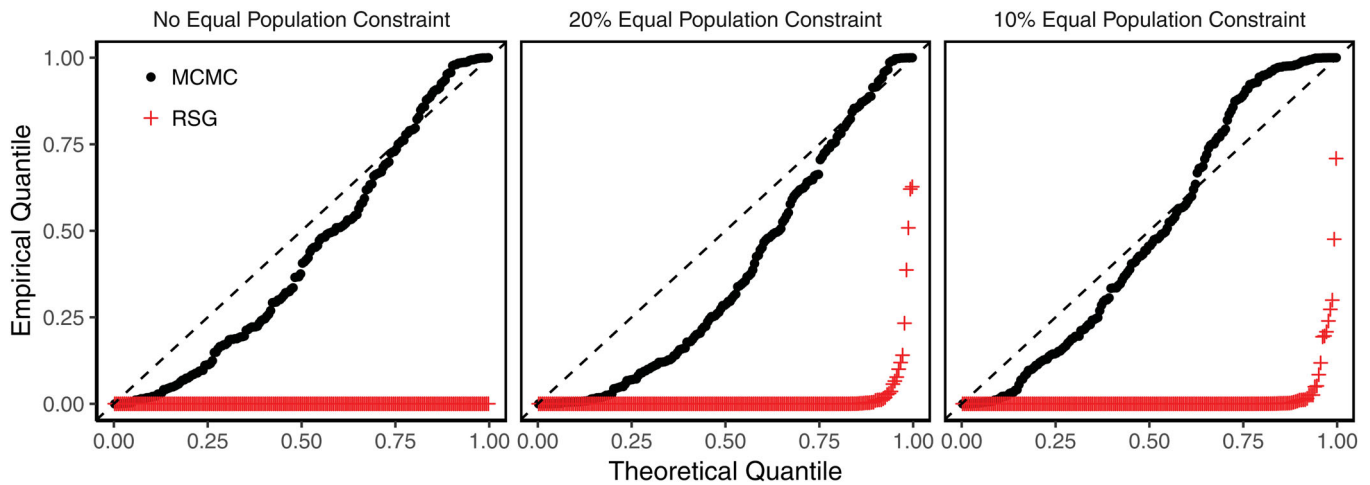 No Equal Population Constraint
20% Equal Population Constraint
10% Equal Population Constraint
1.00
0.75
0.50
0.25
0.00
Empirical Quantile
MCMC
RSG
0.00 0.25 0.50 0.75 1.00
0.00 0.25 0.50 0.75 1.00
0.00 0.25 0.50 0.75 1.00
Theoretical Quantile